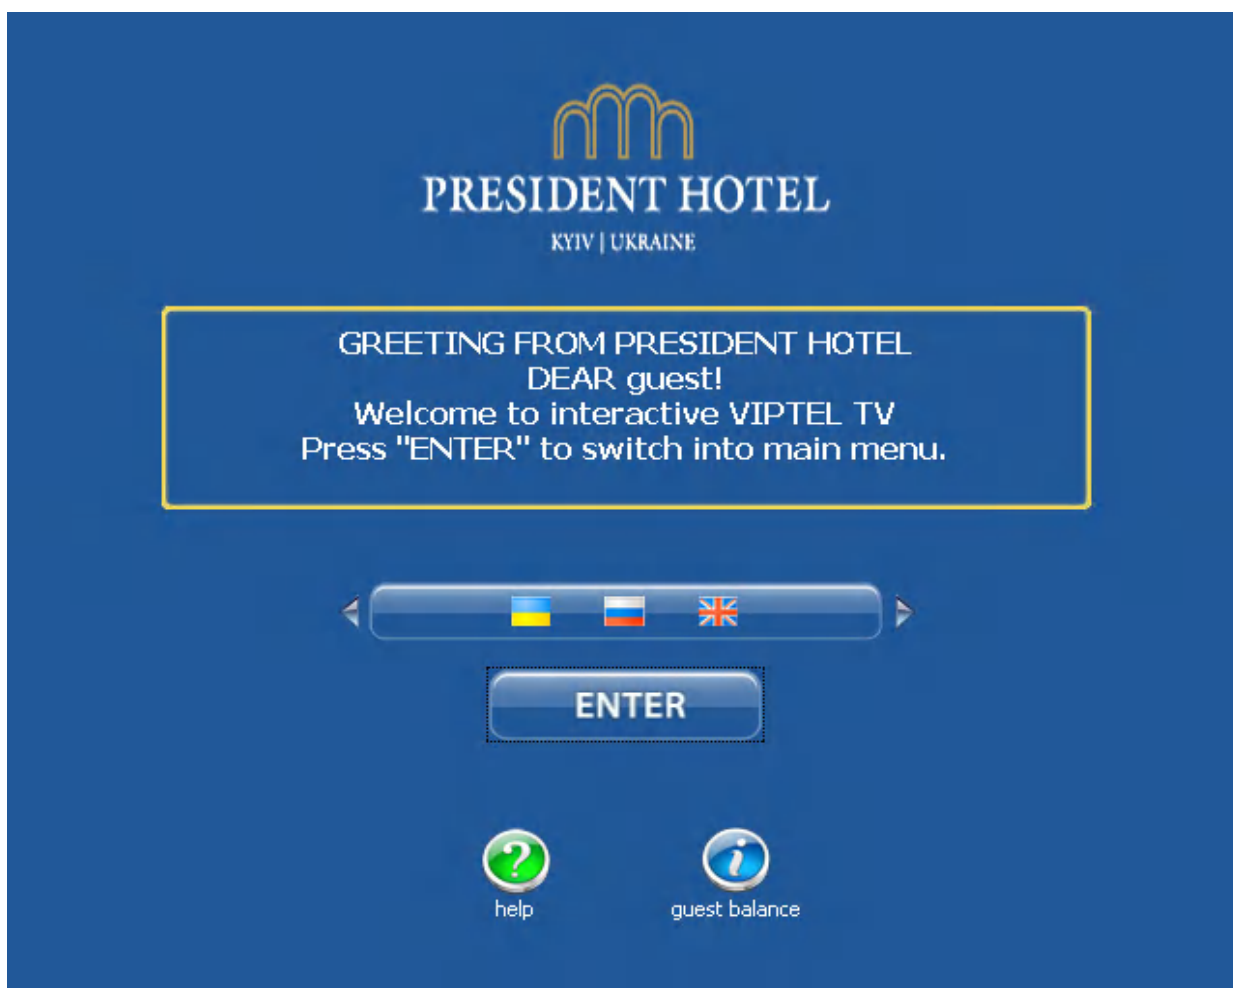 PRESIDENT HOTEL
KYIV | UKRAINE
GREETING FROM PRESIDENT HOTEL
DEAR guest!
Welcome to interactive VIPTEL TV
Press "ENTER" to switch into main menu.
ENTER
help
guest balance